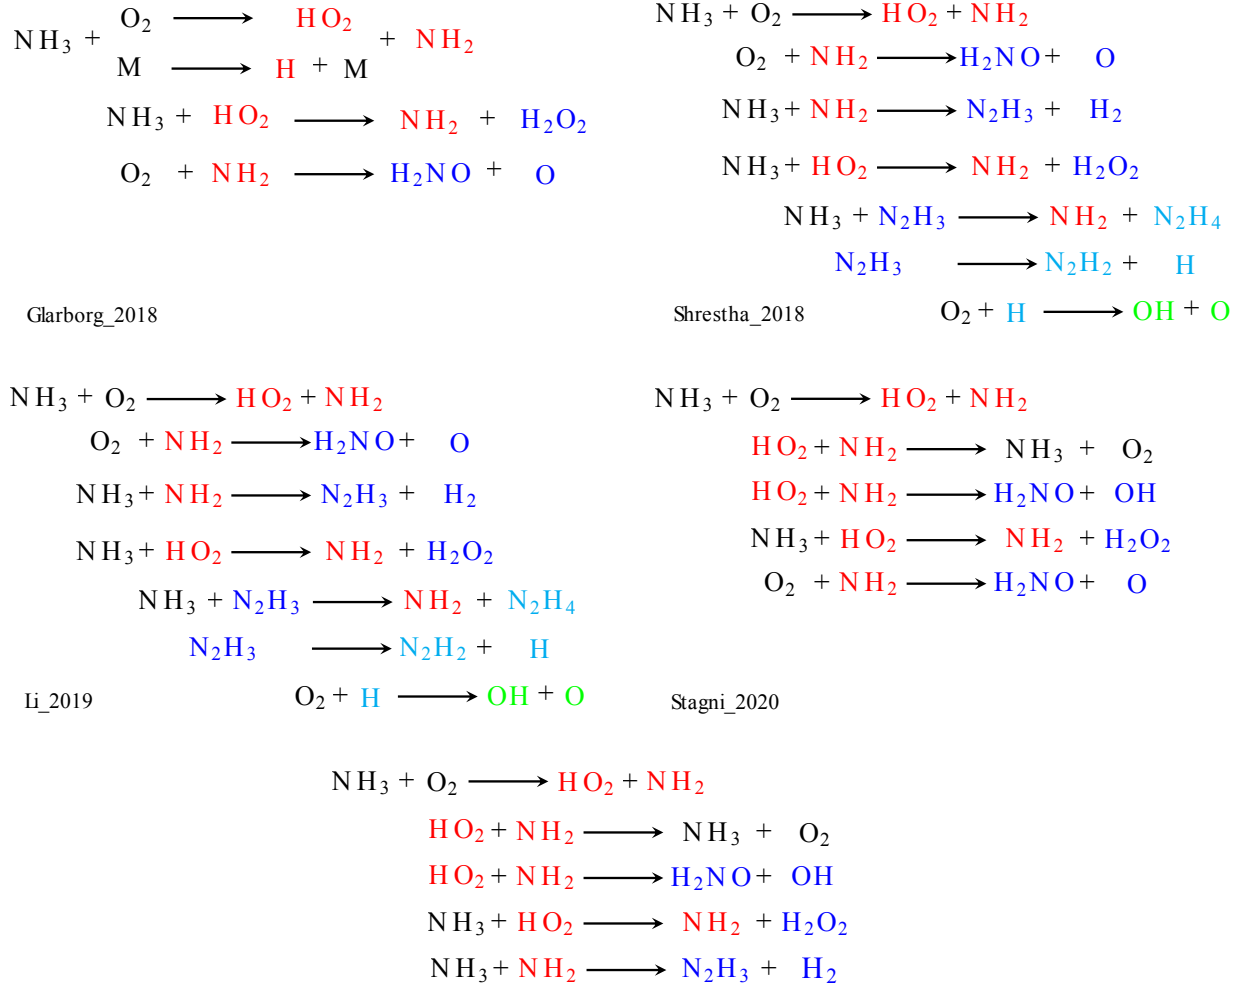 NH₃ + O₂ ⟶ HO₂ + NH₂
M ⟶ H + M
NH₃ + HO₂ ⟶ NH₂ + H₂O₂
O₂ + NH₂ ⟶ H₂NO + O
Glarborg_2018
NH₃ + O₂ ⟶ HO₂ + NH₂
O₂ + NH₂ ⟶ H₂NO + O
NH₃ + NH₂ ⟶ N₂H₃ + H₂
NH₃ + HO₂ ⟶ NH₂ + H₂O₂
NH₃ + N₂H₃ ⟶ NH₂ + N₂H₄
N₂H₃ ⟶ N₂H₂ + H
O₂ + H ⟶ OH + O
Shrestha_2018
NH₃ + O₂ ⟶ HO₂ + NH₂
O₂ + NH₂ ⟶ H₂NO + O
NH₃ + NH₂ ⟶ N₂H₃ + H₂
NH₃ + HO₂ ⟶ NH₂ + H₂O₂
NH₃ + N₂H₃ ⟶ NH₂ + N₂H₄
N₂H₃ ⟶ N₂H₂ + H
O₂ + H ⟶ OH + O
Li_2019
NH₃ + O₂ ⟶ HO₂ + NH₂
HO₂ + NH₂ ⟶ NH₃ + O₂
HO₂ + NH₂ ⟶ H₂NO + OH
NH₃ + HO₂ ⟶ NH₂ + H₂O₂
O₂ + NH₂ ⟶ H₂NO + O
Stagni_2020
NH₃ + O₂ ⟶ HO₂ + NH₂
HO₂ + NH₂ ⟶ NH₃ + O₂
HO₂ + NH₂ ⟶ H₂NO + OH
NH₃ + HO₂ ⟶ NH₂ + H₂O₂
NH₃ + NH₂ ⟶ N₂H₃ + H₂